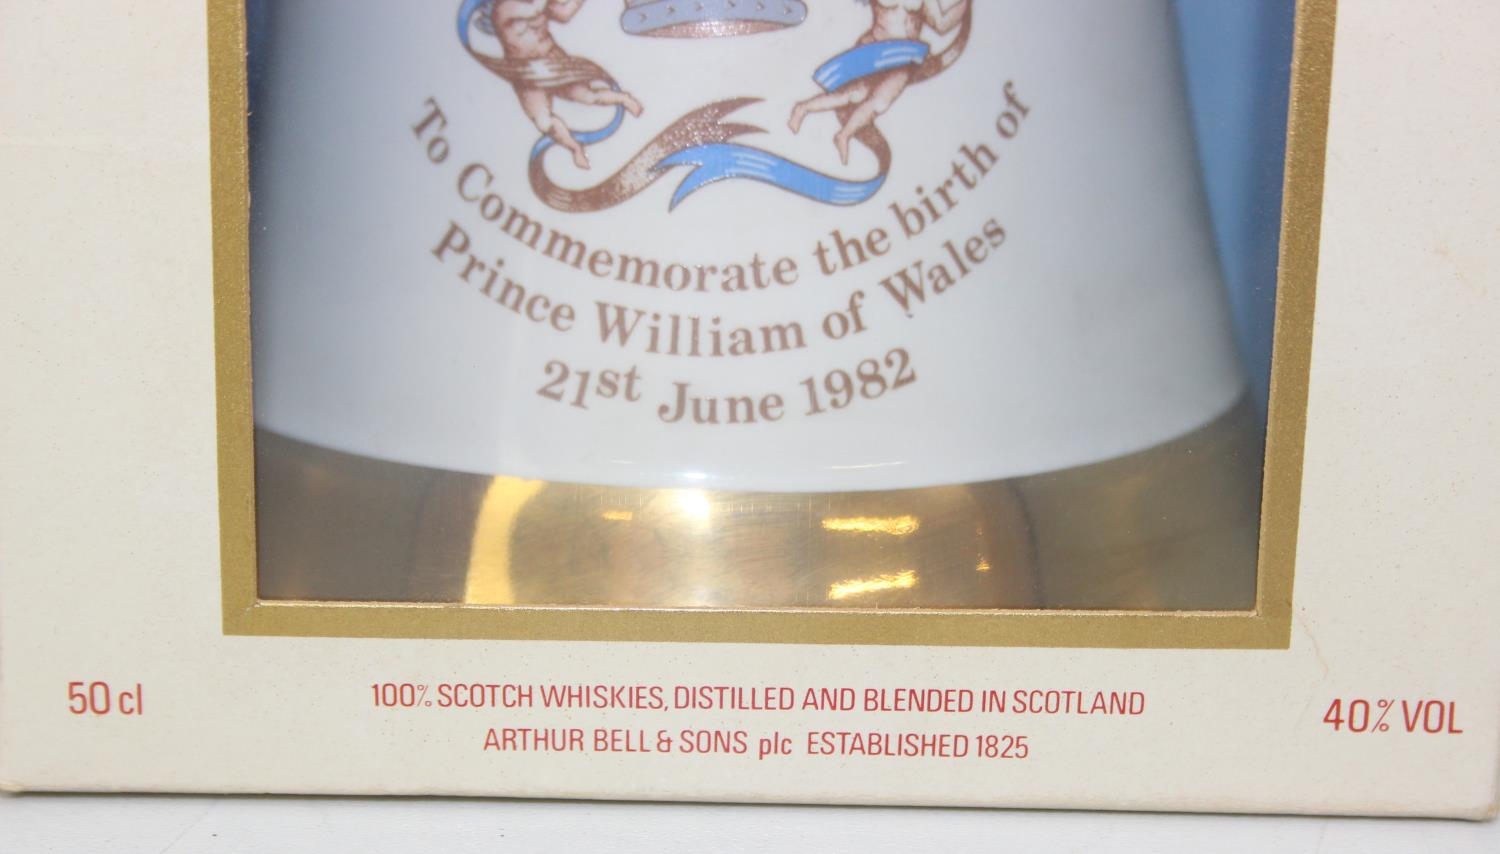 To Commemorate the birth of
Prince William of Wales
21st June 1982
50 cl
100% SCOTCH WHISKIES, DISTILLED AND BLENDED IN SCOTLAND
40% VOL
ARTHUR BELL & SONS plc ESTABLISHED 1825